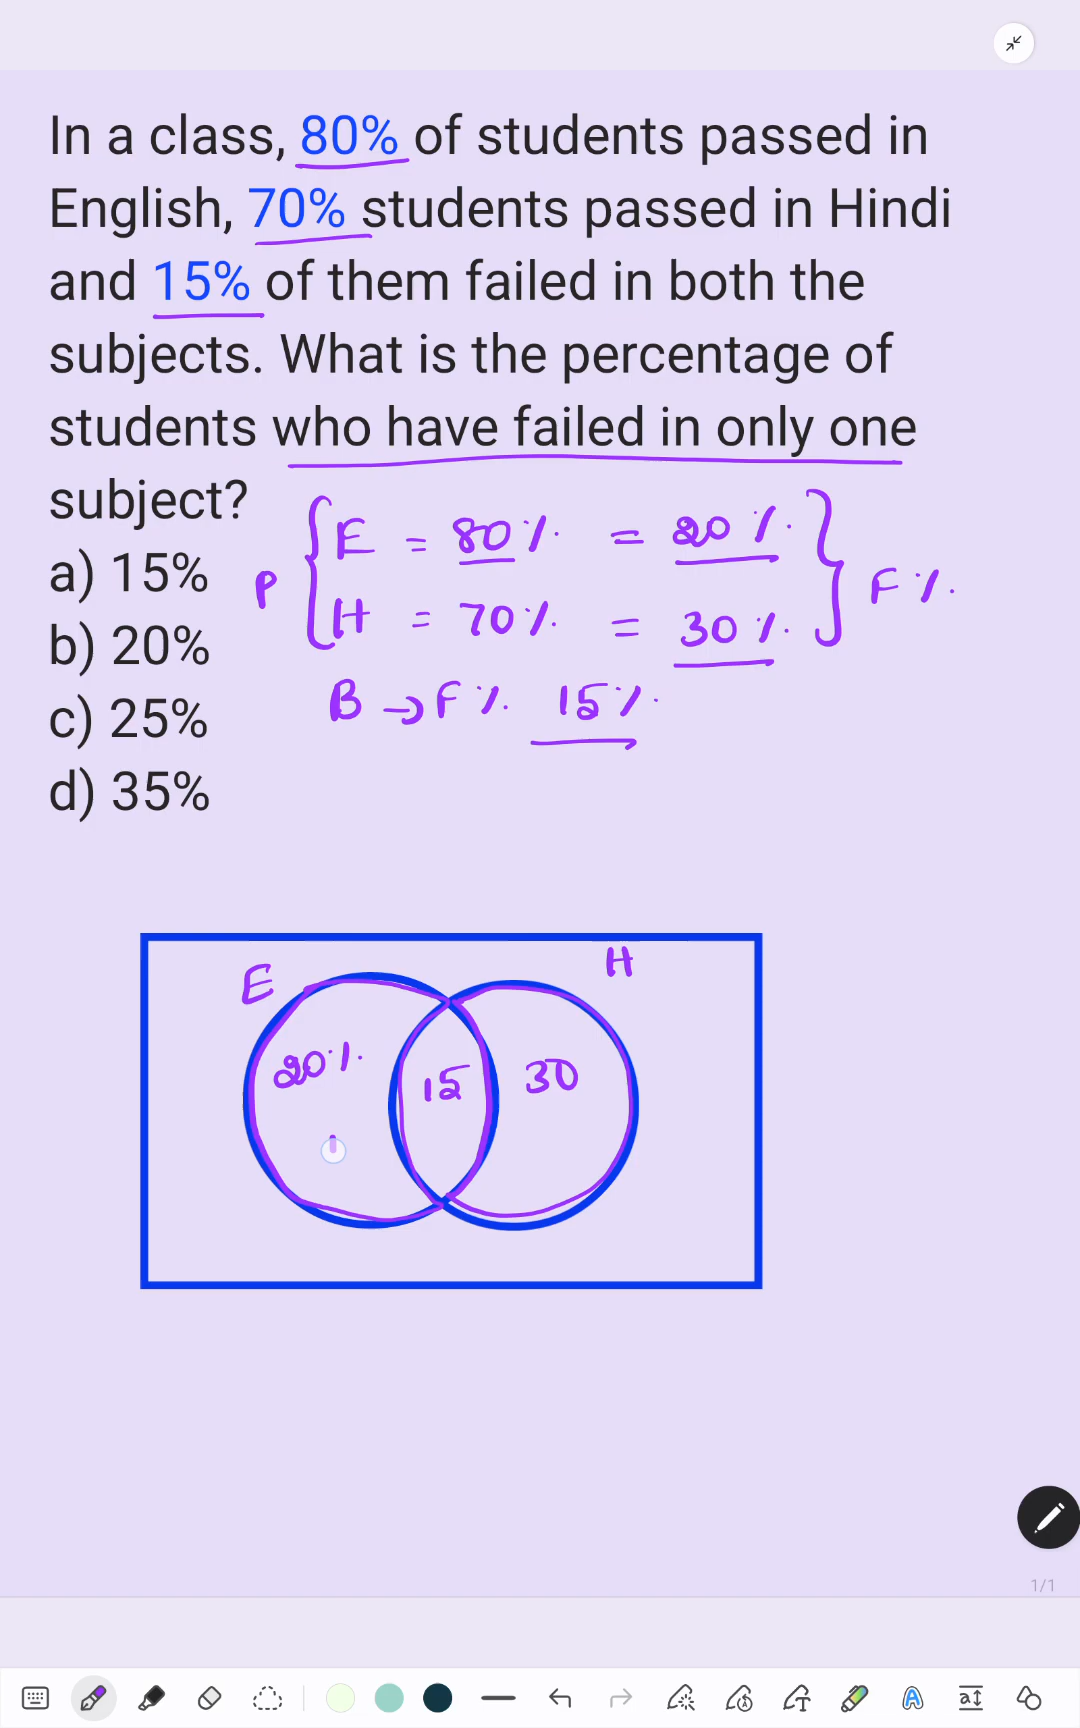 In a class, 80% of students passed in
English, 70% students passed in Hindi
and 15% of them failed in both the
subjects. What is the percentage of
students who have failed in only one
subject?
a) 15%
b) 20%
c) 25%
d) 35%
P { E = 80% = 20% } F%
H = 70% = 30%
B → F% 15%
E H
20% 15 30
1/1